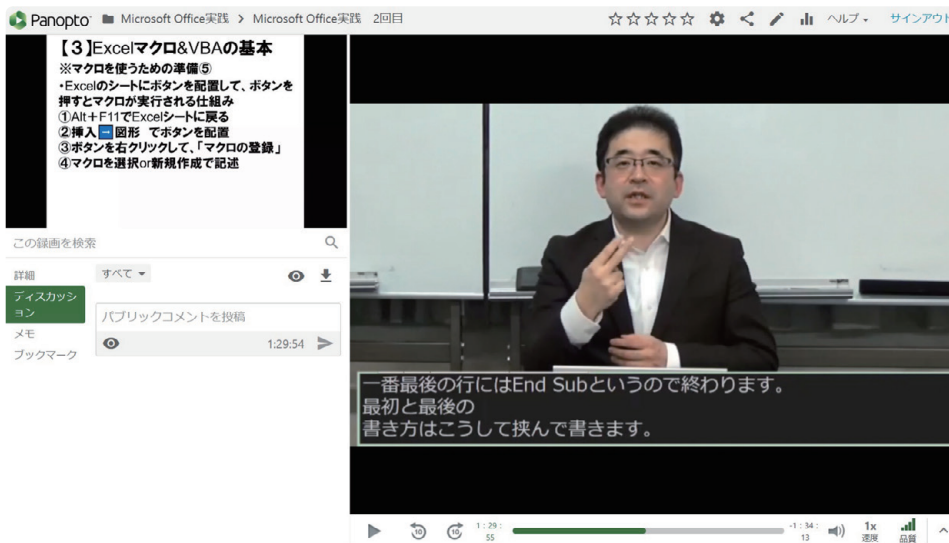 Panopto Microsoft Office実践 > Microsoft Office実践 2回目
ヘルプ
サインアウト
【3】Excelマクロ&VBAの基本
※マクロを使うための準備⑤
・Excelのシートにボタンを配置して、ボタンを
押すとマクロが実行される仕組み
①Alt+F11でExcelシートに戻る
②挿入➡図形 でボタンを配置
③ボタンを右クリックして、「マクロの登録」
④マクロを選択or新規作成で記述
この録画を検索
詳細
ディスカッシ
ョン
メモ
ブックマーク
すべて
パブリックコメントを投稿
1:29:54
一番最後の行にはEnd Subというので終わります。
最初と最後の
書き方はこうして挟んで書きます。
10
10
1:29:
55
-1:34:
13
1x
速度
品質